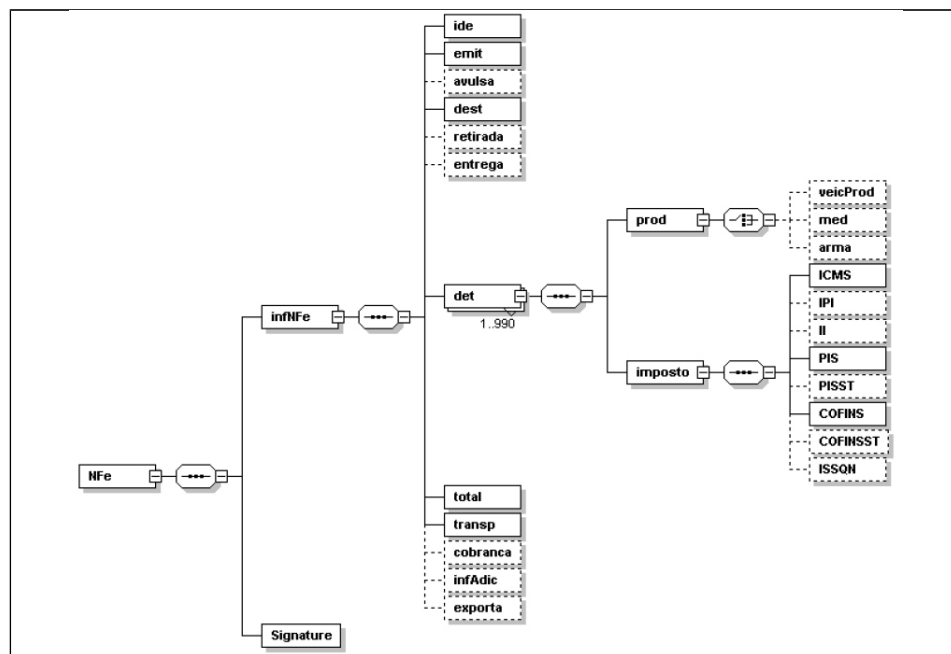 ide
emit
avulsa
dest
retirada
entrega
veicProd
prod
med
arma
ICMS
det
IPI
1..990
infNFe
II
PIS
imposto
PISST
COFINS
COFINSST
NFe
ISSQN
total
transp
cobranca
infAdic
exporta
Signature